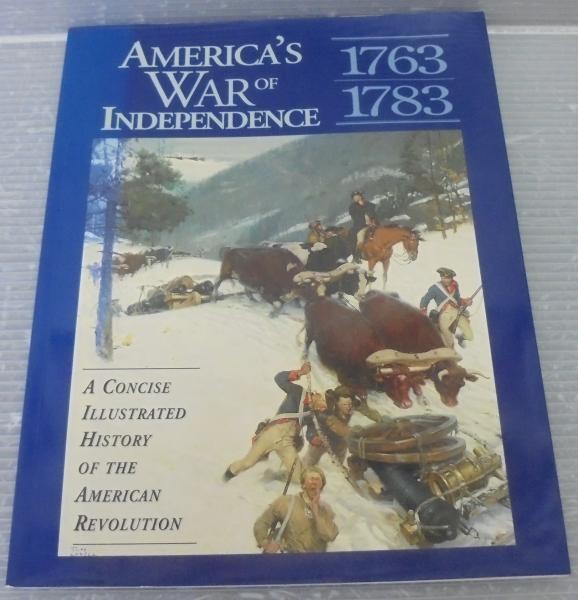 AMERICA'S
WAR OF
INDEPENDENCE
1763
1783
A CONCISE
ILLUSTRATED
HISTORY
OF THE
AMERICAN
REVOLUTION